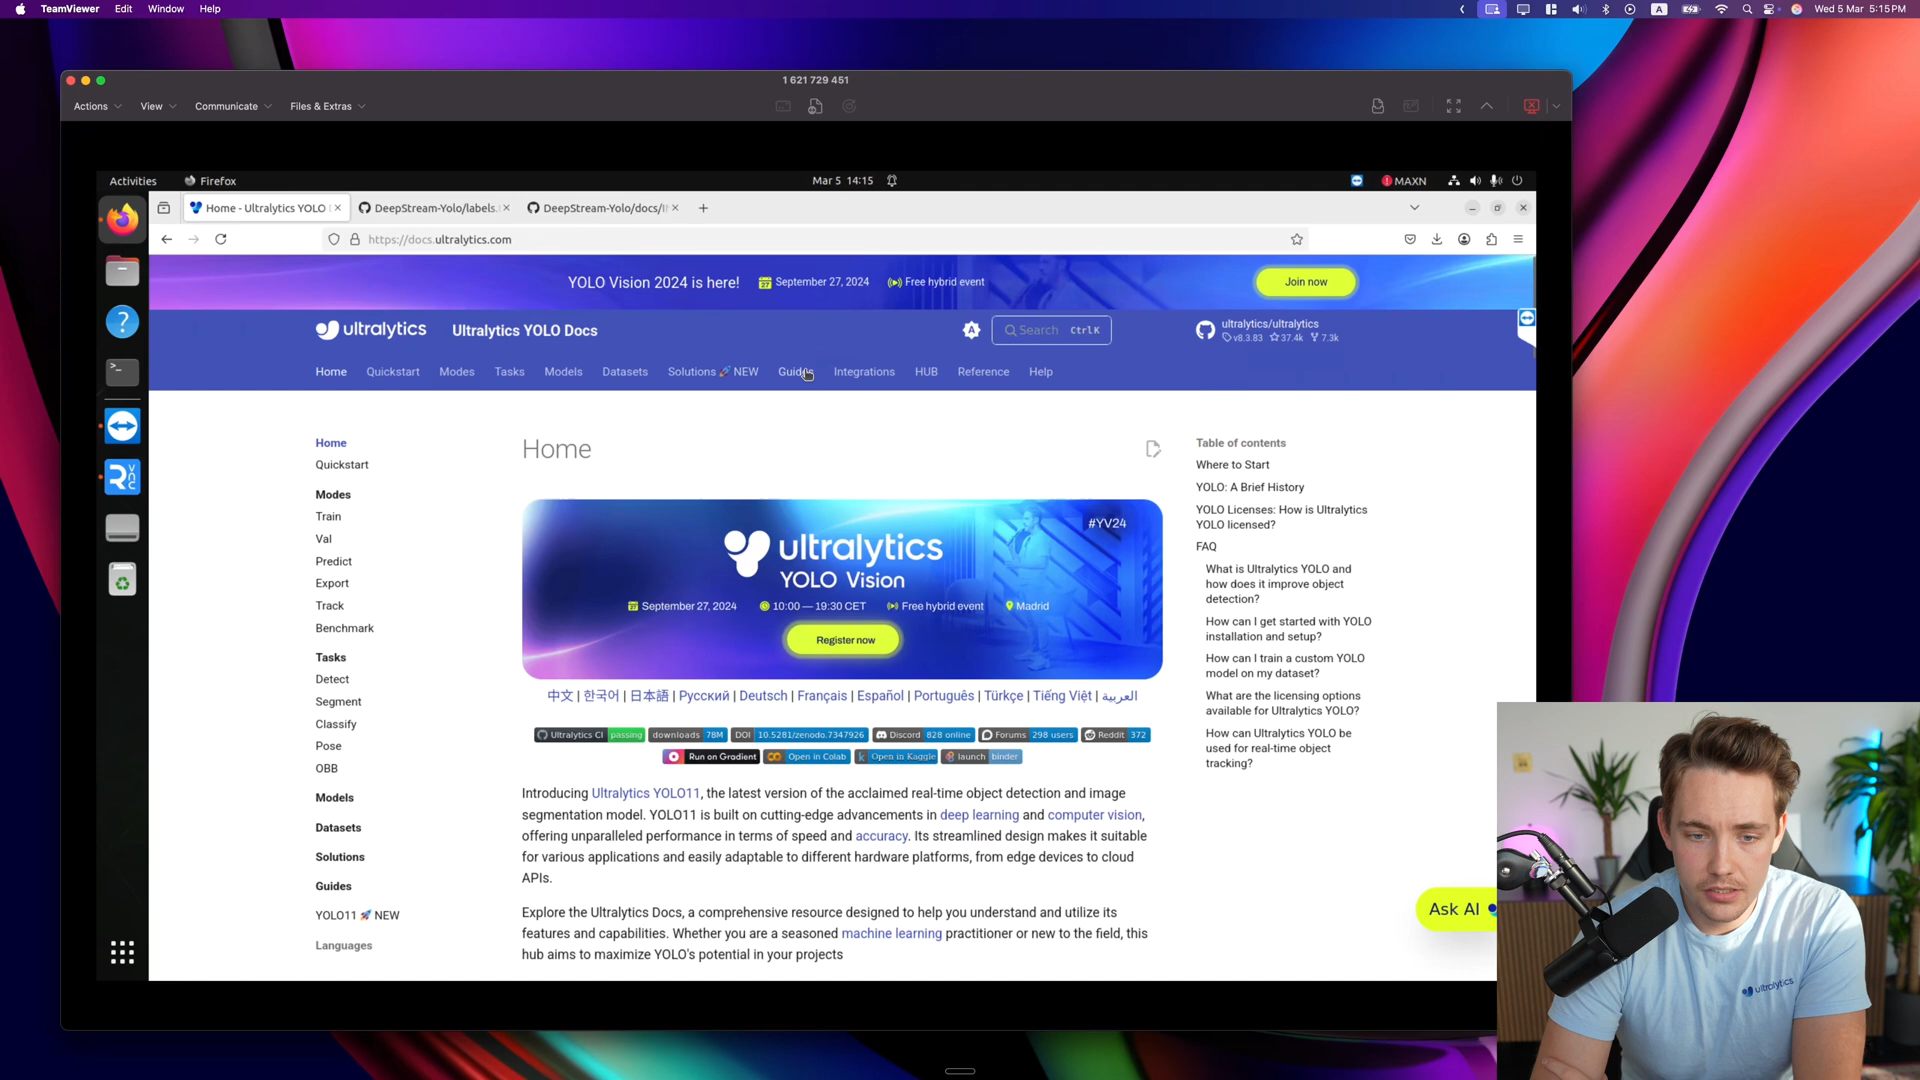 TeamViewer Edit Window Help
A
Wed 5 Mar 5:15 PM
1 621 729 451
Actions View Communicate Files & Extras
Activities Firefox Mar 5 14:15 MAXN
Home - Ultralytics YOLO DeepStream-Yolo/labels. DeepStream-Yolo/docs/I
https://docs.ultralytics.com
YOLO Vision 2024 is here! September 27, 2024 Free hybrid event Join now
ultralytics Ultralytics YOLO Docs Search Ctrl K ultralytics/ultralytics
v8.3.83 37.4k 7.3k
Home Quickstart Modes Tasks Models Datasets Solutions 🚀 NEW Guides Integrations HUB Reference Help
Home
Quickstart
Modes
Train
Val
Predict
Export
Track
Benchmark
Tasks
Detect
Segment
Classify
Pose
OBB
Models
Datasets
Solutions
Guides
YOLO11 🚀 NEW
Languages
Home
#YV24
ultralytics
YOLO Vision
September 27, 2024 10:00 — 19:30 CET Free hybrid event Madrid
Register now
中文 | 한국어 | 日本語 | Русский | Deutsch | Français | Español | Português | Türkçe | Tiếng Việt | العربية
Ultralytics CI passing downloads 78M DOI 10.5281/zenodo.7347926 Discord 828 online Forums 298 users Reddit 372
Run on Gradient Open in Colab Open in Kaggle launch binder
Introducing Ultralytics YOLO11, the latest version of the acclaimed real-time object detection and image
segmentation model. YOLO11 is built on cutting-edge advancements in deep learning and computer vision,
offering unparalleled performance in terms of speed and accuracy. Its streamlined design makes it suitable
for various applications and easily adaptable to different hardware platforms, from edge devices to cloud
APIs.
Explore the Ultralytics Docs, a comprehensive resource designed to help you understand and utilize its
features and capabilities. Whether you are a seasoned machine learning practitioner or new to the field, this
hub aims to maximize YOLO's potential in your projects
Table of contents
Where to Start
YOLO: A Brief History
YOLO Licenses: How is Ultralytics
YOLO licensed?
FAQ
What is Ultralytics YOLO and
how does it improve object
detection?
How can I get started with YOLO
installation and setup?
How can I train a custom YOLO
model on my dataset?
What are the licensing options
available for Ultralytics YOLO?
How can Ultralytics YOLO be
used for real-time object
tracking?
Ask AI
ultralytics